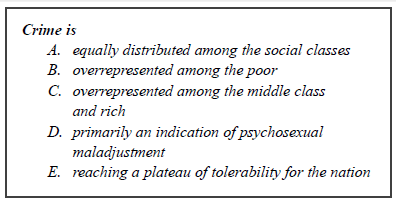 Crime is
A. equally distributed among the social classes
B. overrepresented among the poor
C. overrepresented among the middle class
and rich
D. primarily an indication of psychosexual
maladjustment
E. reaching a plateau of tolerability for the nation